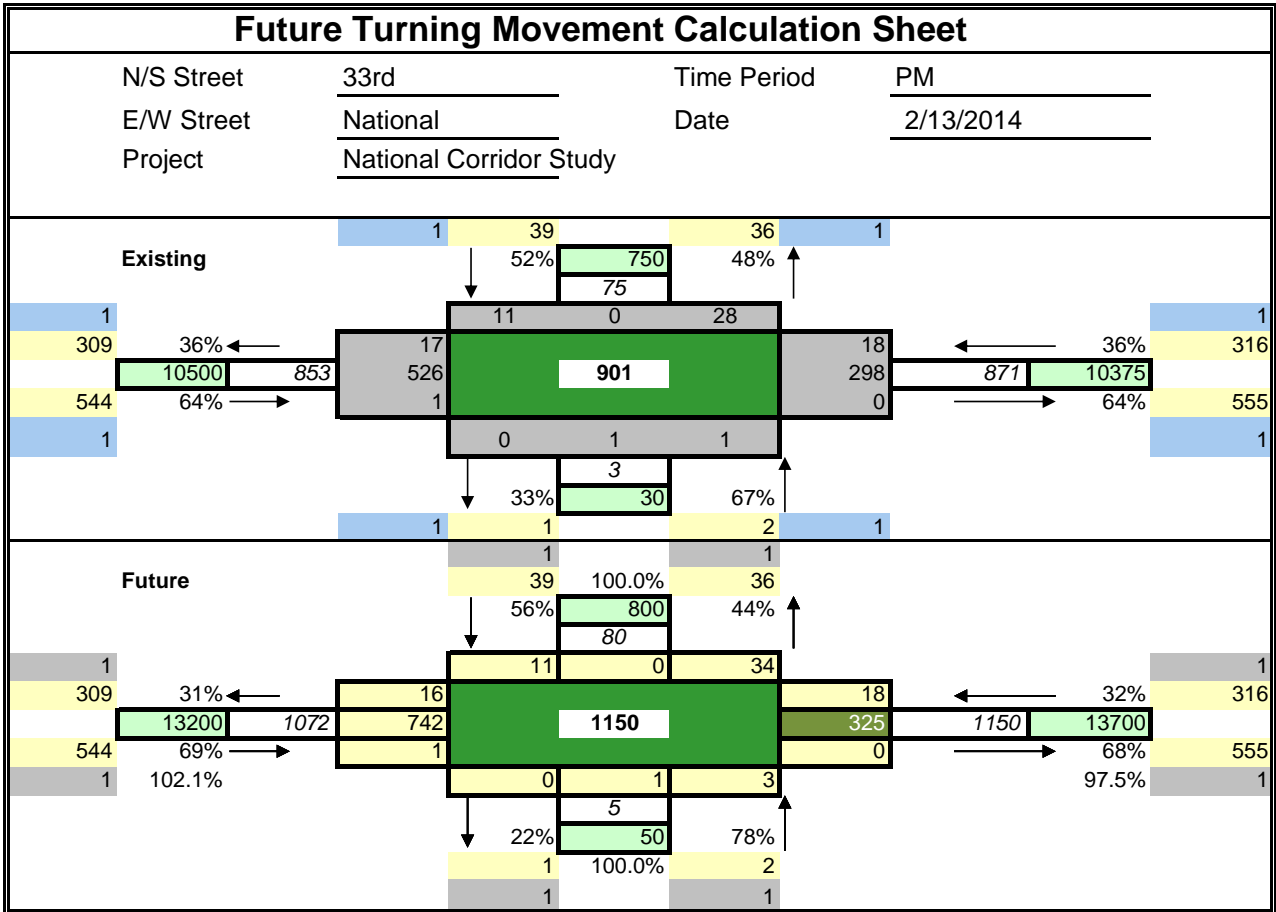 Future Turning Movement Calculation Sheet
N/S Street 33rd Time Period PM
E/W Street National Date 2/13/2014
Project National Corridor Study
1 39 36 1
Existing 52% 750 48%
75
1 11 0 28 1
309 36% 17 18 36% 316
10500 853 526 901 298 871 10375
544 64% 1 0 64% 555
1 0 1 1 1
3
33% 30 67%
1 1 2 1
1 1
Future 39 100.0% 36
56% 800 44%
80
1 11 0 34 1
309 31% 16 18 32% 316
13200 1072 742 1150 325 1150 13700
544 69% 1 0 68% 555
1 102.1% 0 1 3 97.5% 1
5
22% 50 78%
1 100.0% 2
1 1